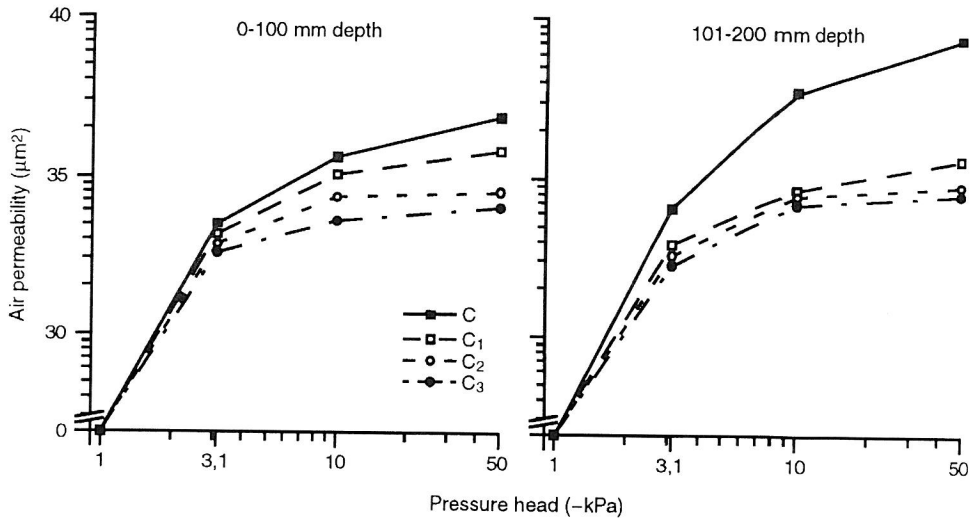 0-100 mm depth
101-200 mm depth
Air permeability (μm²)
40
35
30
0
C
C₁
C₂
C₃
1 3,1 10 50
1 3,1 10 50
Pressure head (−kPa)